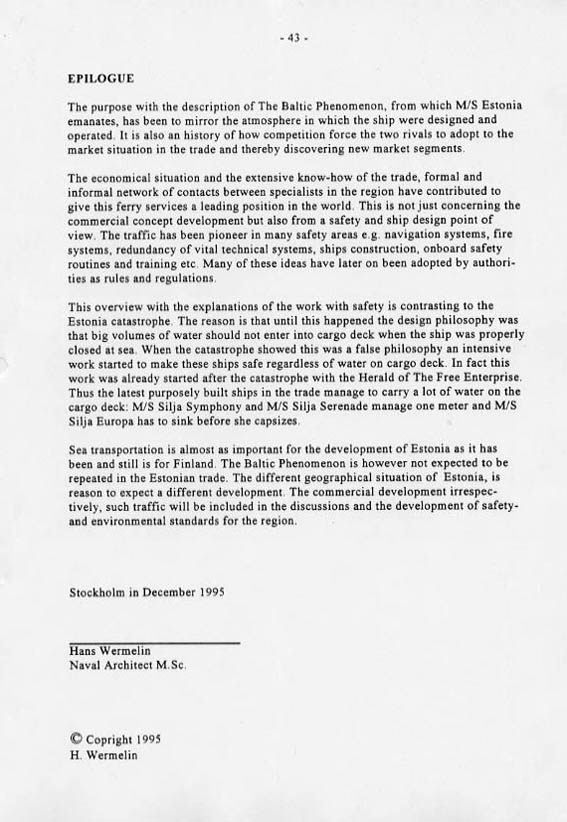 - 43 -
EPILOGUE
The purpose with the description of The Baltic Phenomenon, from which M/S Estonia
emanates, has been to mirror the atmosphere in which the ship were designed and
operated. It is also an history of how competition force the two rivals to adopt to the
market situation in the trade and thereby discovering new market segments.
The economical situation and the extensive know-how of the trade, formal and
informal network of contacts between specialists in the region have contributed to
give this ferry services a leading position in the world. This is not just concerning the
commercial concept development but also from a safety and ship design point of
view. The traffic has been pioneer in many safety areas e.g. navigation systems, fire
systems, redundancy of vital technical systems, ships construction, onboard safety
routines and training etc. Many of these ideas have later on been adopted by authori-
ties as rules and regulations.
This overview with the explanations of the work with safety is contrasting to the
Estonia catastrophe. The reason is that until this happened the design philosophy was
that big volumes of water should not enter into cargo deck when the ship was properly
closed at sea. When the catastrophe showed this was a false philosophy an intensive
work started to make these ships safe regardless of water on cargo deck. In fact this
work was already started after the catastrophe with the Herald of The Free Enterprise.
Thus the latest purposely built ships in the trade manage to carry a lot of water on the
cargo deck: M/S Silja Symphony and M/S Silja Serenade manage one meter and M/S
Silja Europa has to sink before she capsizes.
Sea transportation is almost as important for the development of Estonia as it has
been and still is for Finland. The Baltic Phenomenon is however not expected to be
repeated in the Estonian trade. The different geographical situation of Estonia, is
reason to expect a different development. The commercial development irrespec-
tively, such traffic will be included in the discussions and the development of safety-
and environmental standards for the region.
Stockholm in December 1995
Hans Wermelin
Naval Architect M.Sc.
© Copright 1995
H. Wermelin